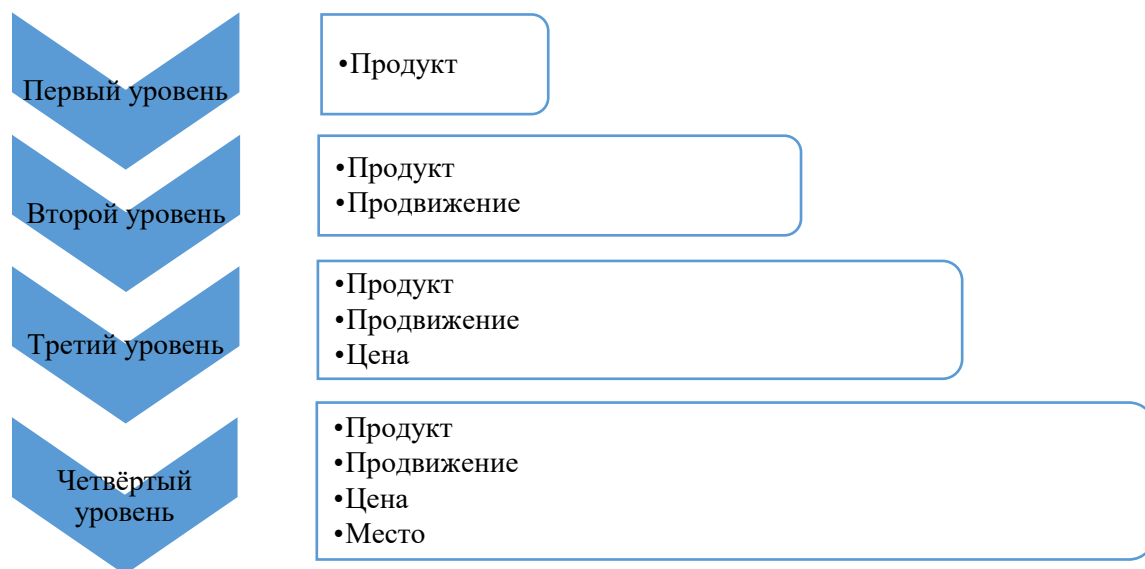 Первый уровень
•Продукт
Второй уровень
•Продукт
•Продвижение
Третий уровень
•Продукт
•Продвижение
•Цена
Четвёртый
уровень
•Продукт
•Продвижение
•Цена
•Место